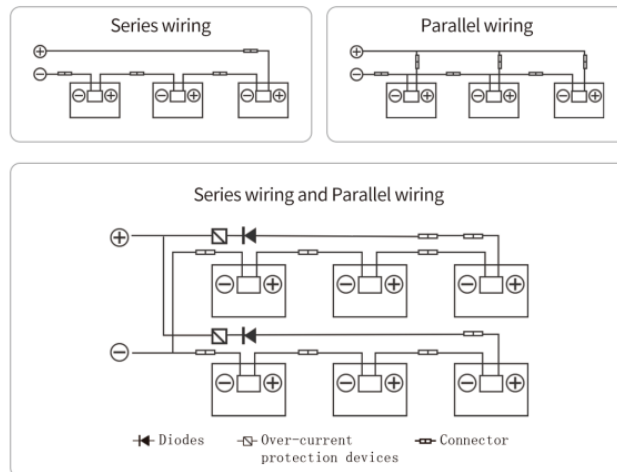 Series wiring
Parallel wiring
Series wiring and Parallel wiring
Diodes
Over-current
protection devices
Connector